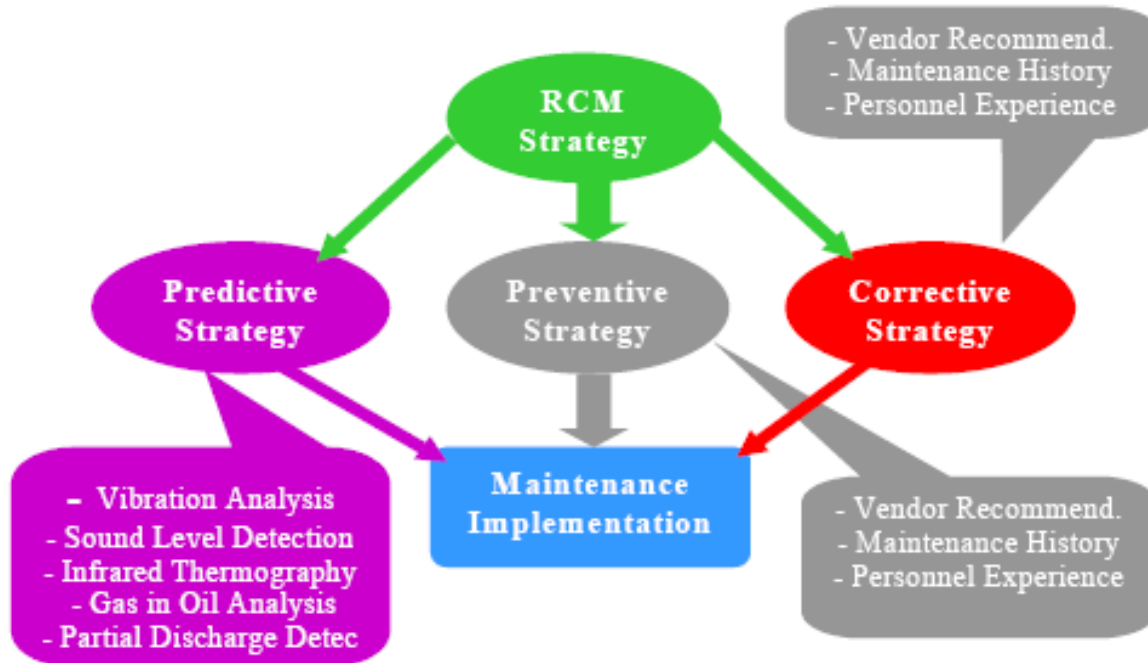 - Vendor Recommend.
- Maintenance History
- Personnel Experience
RCM
Strategy
Predictive
Strategy
Preventive
Strategy
Corrective
Strategy
- Vibration Analysis
- Sound Level Detection
- Infrared Thermography
- Gas in Oil Analysis
- Partial Discharge Detec
Maintenance
Implementation
- Vendor Recommend.
- Maintenance History
- Personnel Experience